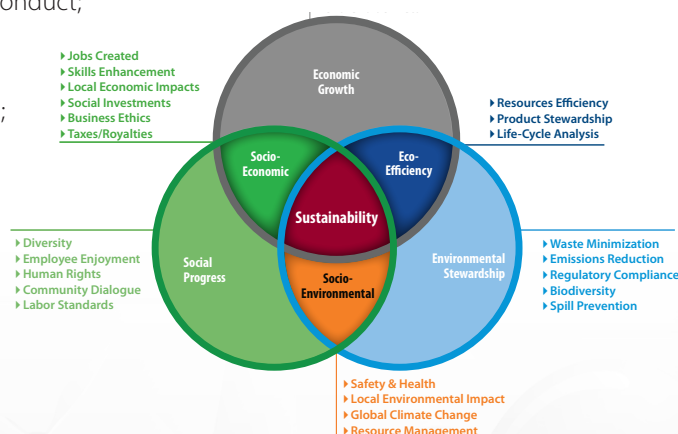 onduct;
;
Economic
Growth
Jobs Created
Skills Enhancement
Local Economic Impacts
Social Investments
Business Ethics
Taxes/Royalties
Resources Efficiency
Product Stewardship
Life-Cycle Analysis
Socio-
Economic
Eco-
Efficiency
Sustainability
Social
Progress
Environmental
Stewardship
Socio-
Environmental
Diversity
Employee Enjoyment
Human Rights
Community Dialogue
Labor Standards
Waste Minimization
Emissions Reduction
Regulatory Compliance
Biodiversity
Spill Prevention
Safety & Health
Local Environmental Impact
Global Climate Change
Resource Management